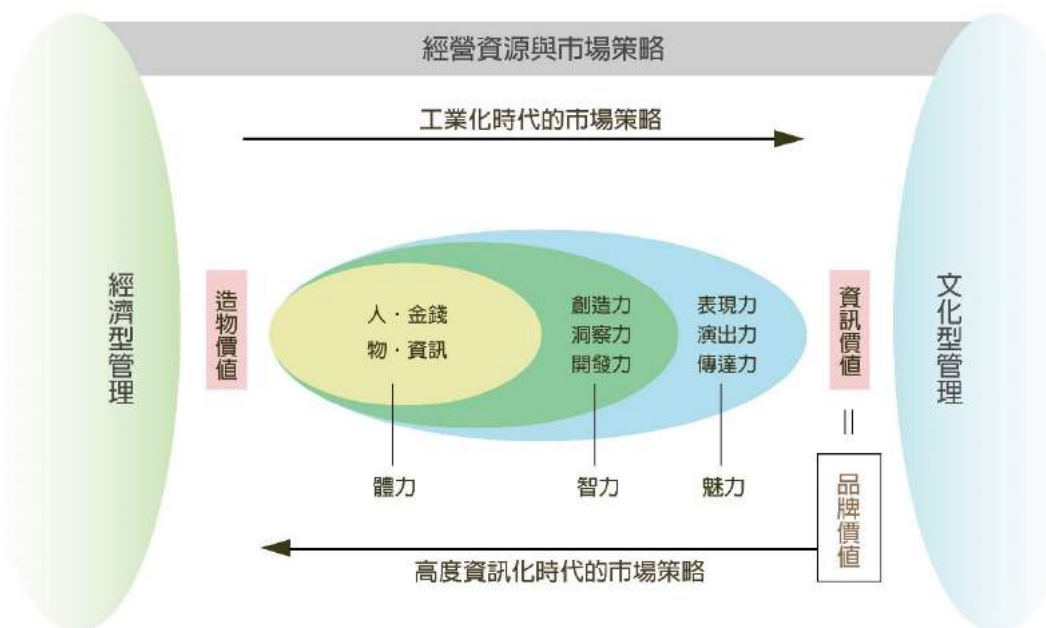 經營資源與市場策略
工業化時代的市場策略
經濟型管理
造物價值
人・金錢
物・資訊
創造力
洞察力
開發力
表現力
演出力
傳達力
資訊價值
文化型管理
體力
智力
魅力
=
品牌價值
高度資訊化時代的市場策略